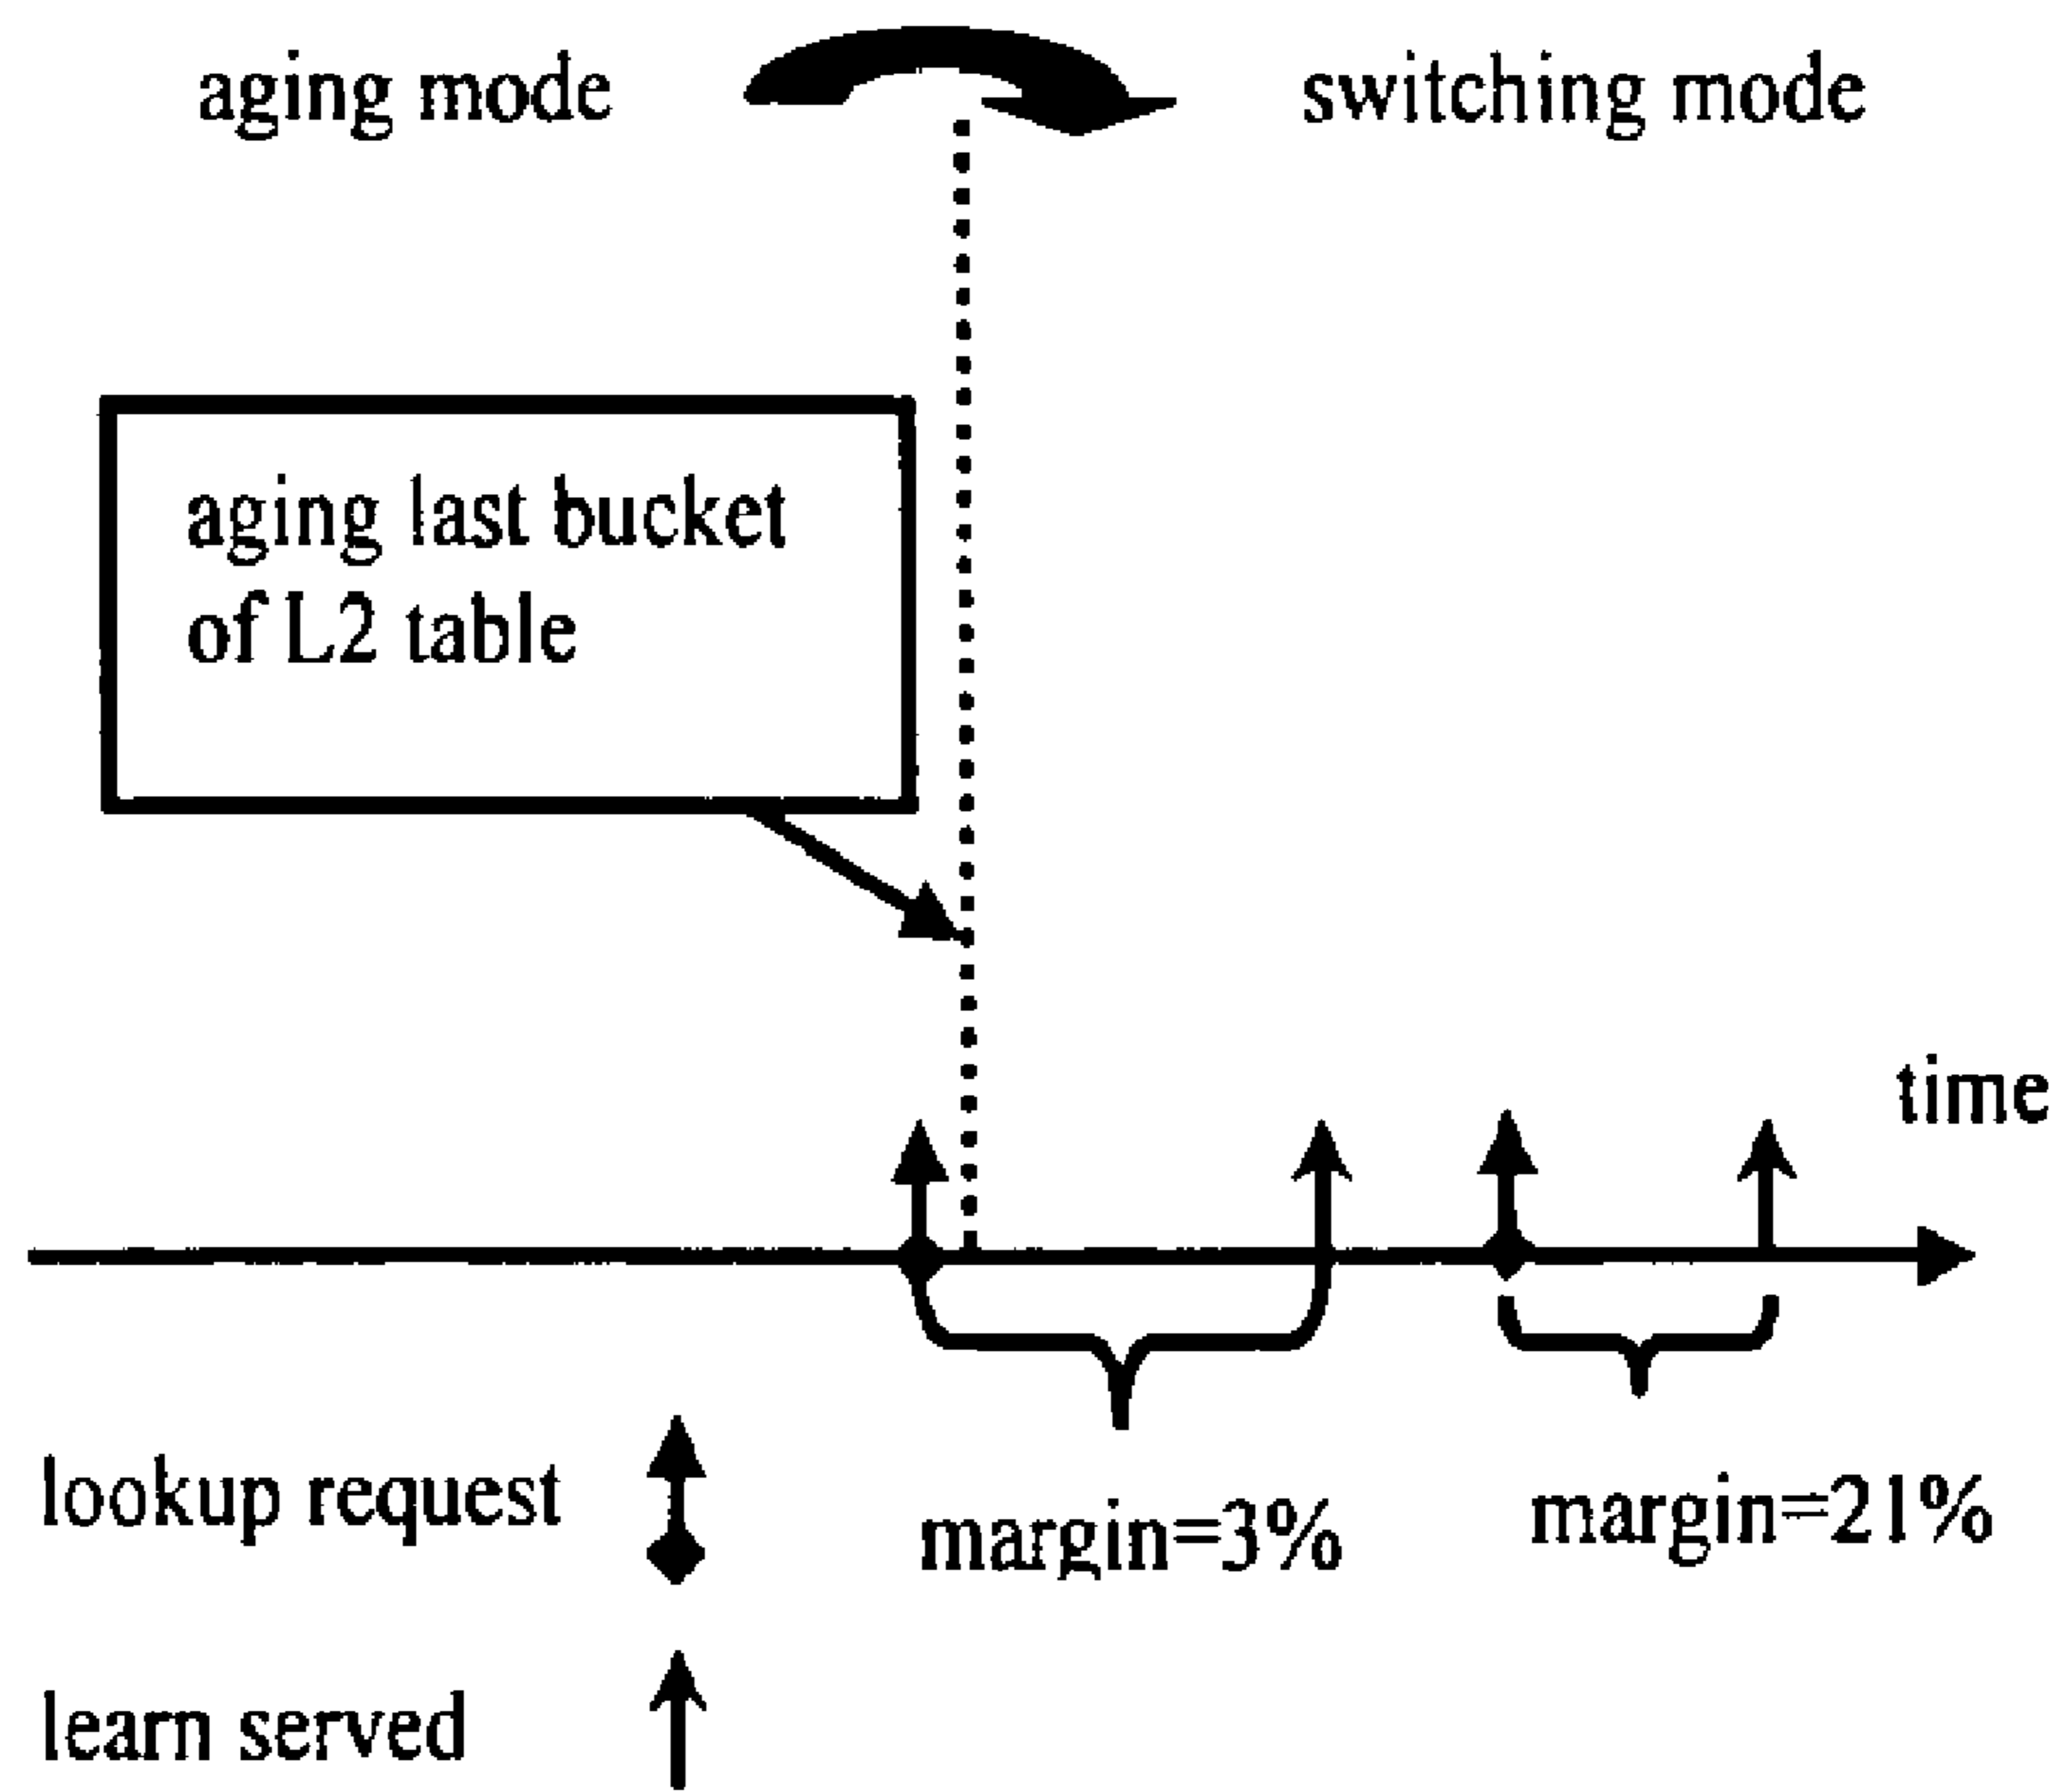 aging mode
switching mode
aging last bucket
of L2 table
time
lookup request
margin=3%
margin=21%
learn served